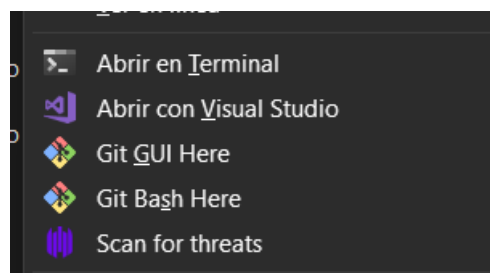 Abrir en Terminal
Abrir con Visual Studio
Git GUI Here
Git Bash Here
Scan for threats